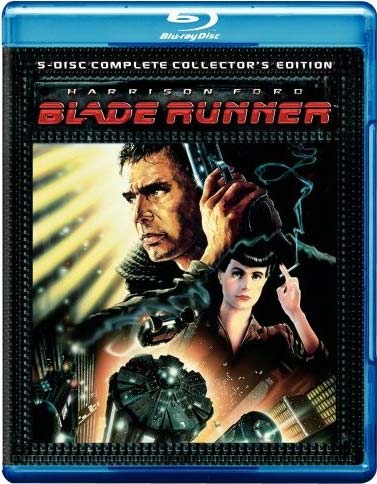 Blu-ray Disc
5-DISC COMPLETE COLLECTOR'S EDITION
HARRISON FORD
BLADE RUNNER